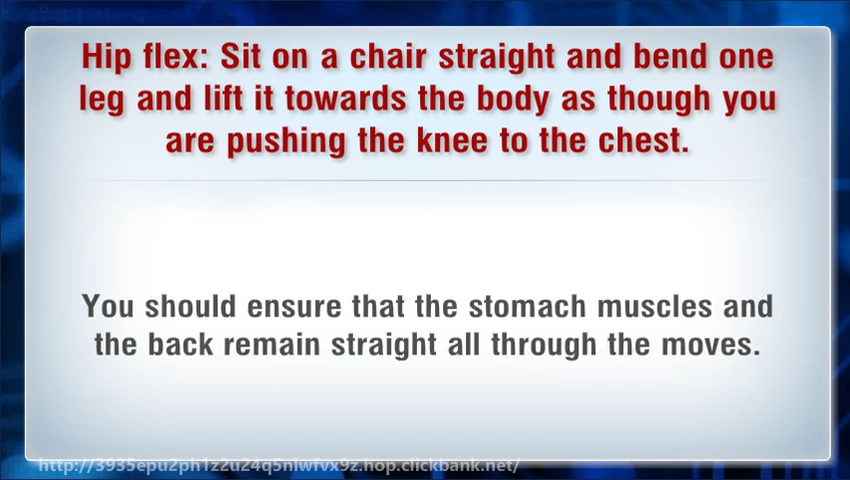 Hip flex: Sit on a chair straight and bend one
leg and lift it towards the body as though you
are pushing the knee to the chest.
You should ensure that the stomach muscles and
the back remain straight all through the moves.
http://3935epu2ph1z2u24q5nlwfvx9z.hop.clickbank.net/